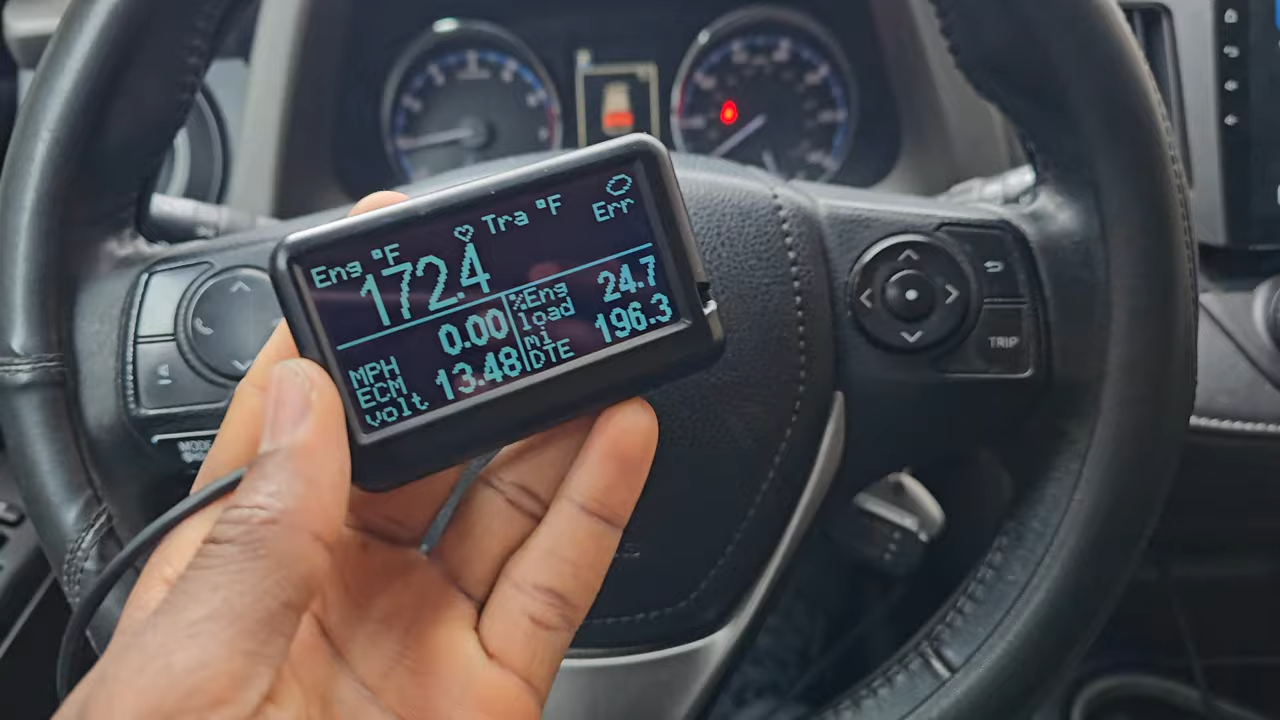 Eng °F
Tra °F
172.4
Err
MPH
0.00
%Eng load
24.7
ECM volt
13.48
mi DTE
196.3
TRIP
MODE